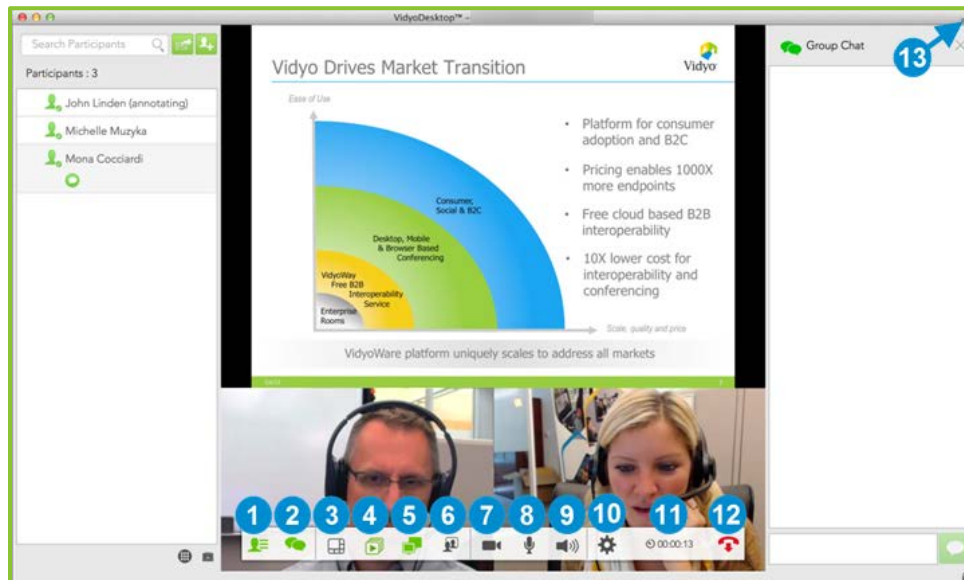 VidyoDesktop™ -
Search Participants
Participants : 3
John Linden (annotating)
Michelle Muzyka
Mona Cocciardi
Vidyo Drives Market Transition
Vidyo
Ease of Use
Consumer,
Social & B2C
Desktop, Mobile
& Browser Based
Conferencing
VidyoWay
Free B2B
Interoperability
Service
Enterprise
Rooms
Scale, quality and price
• Platform for consumer
adoption and B2C
• Pricing enables 1000X
more endpoints
• Free cloud based B2B
interoperability
• 10X lower cost for
interoperability and
conferencing
VidyoWare platform uniquely scales to address all markets
Group Chat
13
1 2 3 4 5 6 7 8 9 10 11 12
00:00:13